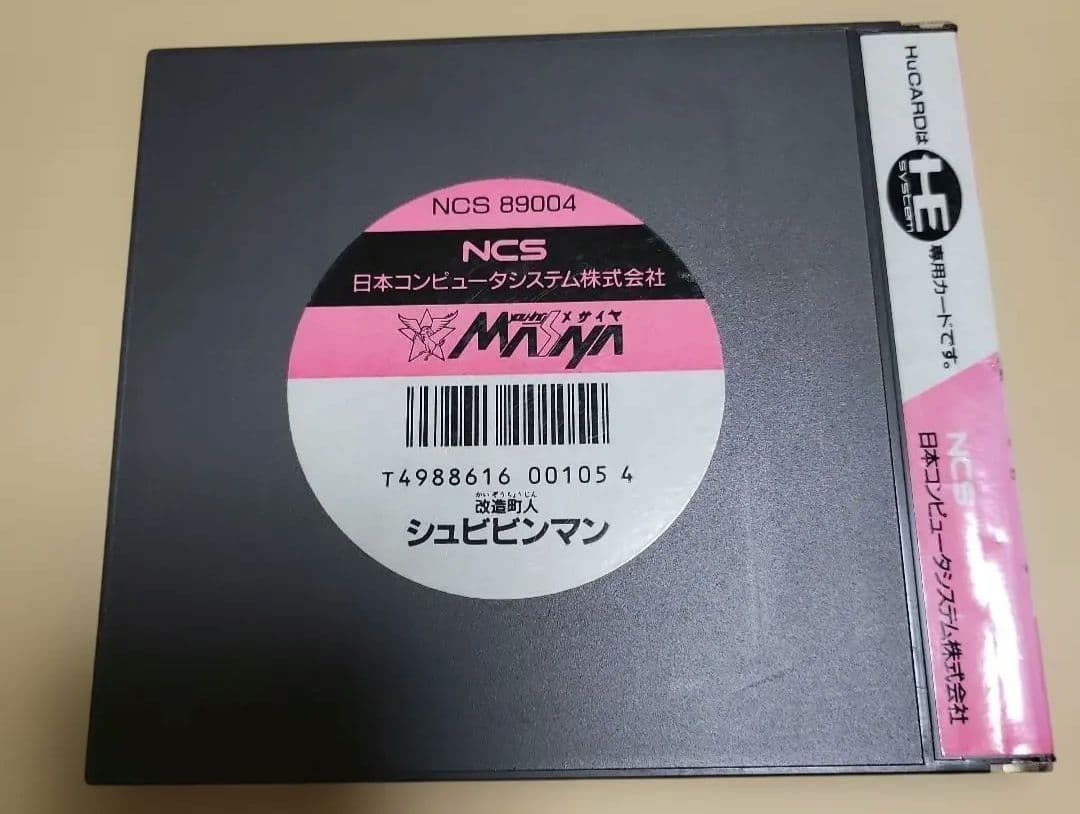 NCS 89004
NCS
日本コンピュータシステム株式会社
メサイヤ
MASAYA
T4988616 00105 4
かいぞうちょうじん
改造町人
シュビビンマン
HuCARDは
HE
system
専用カードです。
NCS
日本コンピュータシステム株式会社